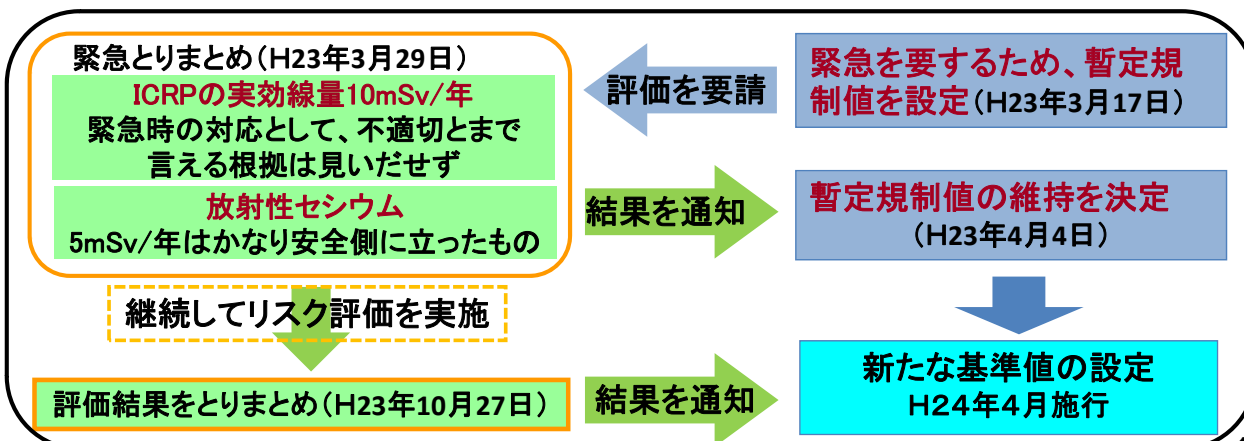 緊急とりまとめ(H23年3月29日)
ICRPの実効線量10mSv/年
緊急時の対応として、不適切とまで
言える根拠は見いだせず
放射性セシウム
5mSv/年はかなり安全側に立ったもの
評価を要請
緊急を要するため、暫定規
制値を設定(H23年3月17日)
結果を通知
暫定規制値の維持を決定
(H23年4月4日)
継続してリスク評価を実施
評価結果をとりまとめ(H23年10月27日)
結果を通知
新たな基準値の設定
H24年4月施行